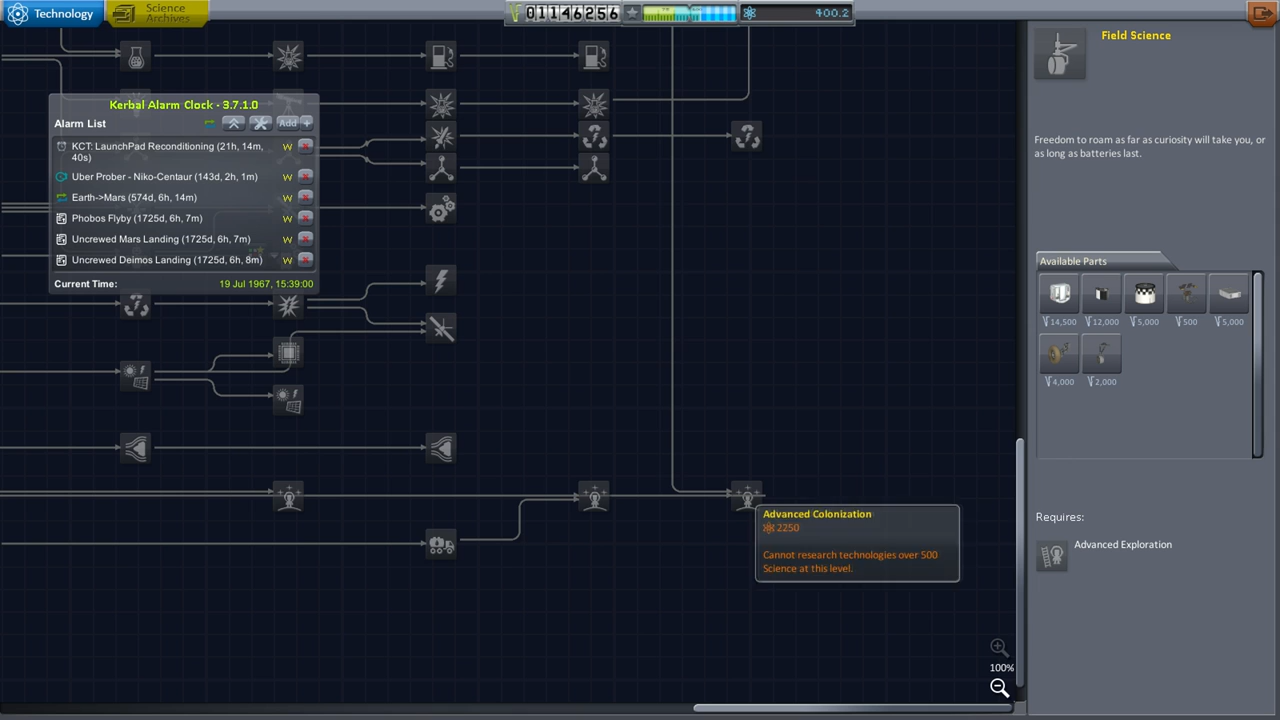 Technology
Science
Archives
01146256
400.2
Field Science
Freedom to roam as far as curiosity will take you, or
as long as batteries last.
Kerbal Alarm Clock - 3.7.1.0
Alarm List
Add +
KCT: LaunchPad Reconditioning (21h, 14m,
40s)
W
Uber Prober - Niko-Centaur (143d, 2h, 1m)
W
Earth->Mars (574d, 6h, 14m)
W
Phobos Flyby (1725d, 6h, 7m)
W
Uncrewed Mars Landing (1725d, 6h, 7m)
W
Uncrewed Deimos Landing (1725d, 6h, 8m)
W
Current Time:
19 Jul 1967, 15:39:00
Available Parts
14,500
12,000
5,000
500
5,000
4,000
2,000
Advanced Colonization
2250
Cannot research technologies over 500
Science at this level.
Requires:
Advanced Exploration
100%